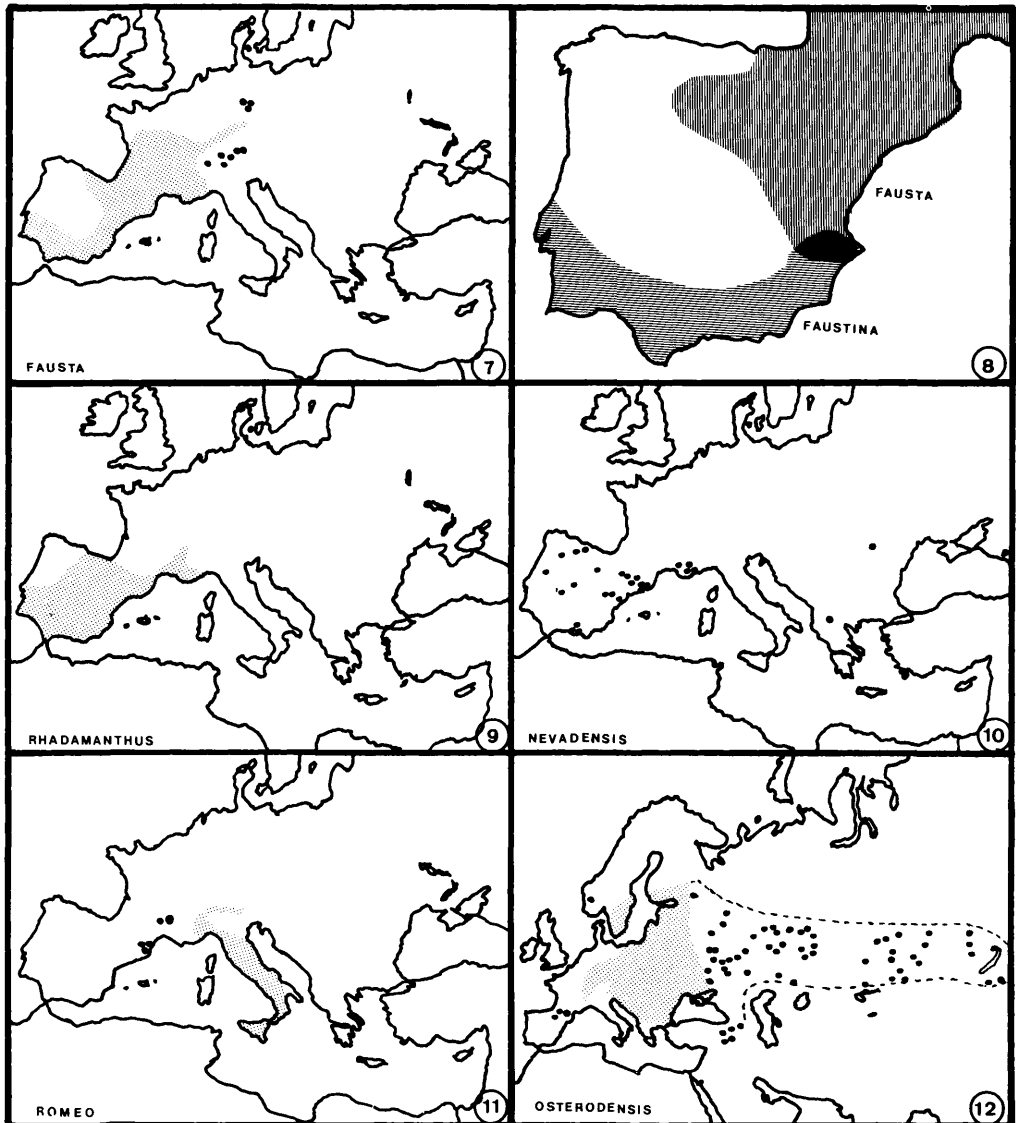 FAUSTA
7
FAUSTA
FAUSTINA
8
RHADAMANTHUS
9
NEVADENSIS
10
ROMEO
11
OSTERODENSIS
12